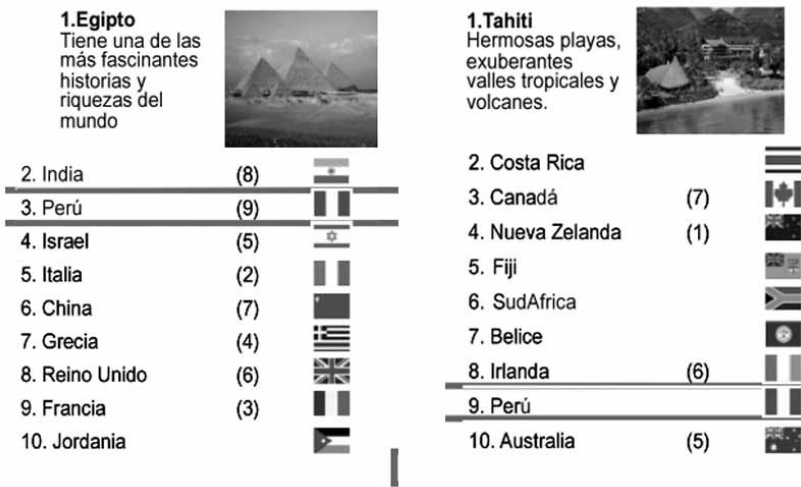 1.Egipto
Tiene una de las
más fascinantes
historias y
riquezas del
mundo
2. India (8)
3. Perú (9)
4. Israel (5)
5. Italia (2)
6. China (7)
7. Grecia (4)
8. Reino Unido (6)
9. Francia (3)
10. Jordania
1.Tahiti
Hermosas playas,
exuberantes
valles tropicales y
volcanes.
2. Costa Rica
3. Canadá (7)
4. Nueva Zelanda (1)
5. Fiji
6. SudAfrica
7. Belice
8. Irlanda (6)
9. Perú
10. Australia (5)